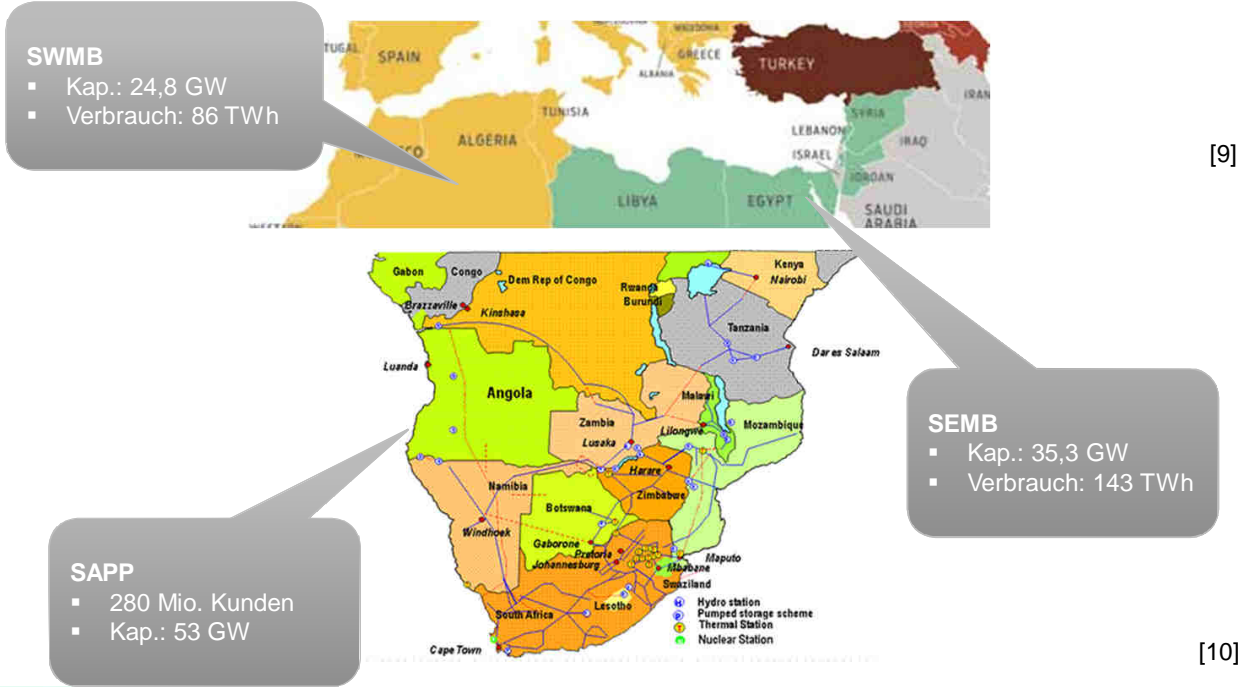 SWMB
▪ Kap.: 24,8 GW
▪ Verbrauch: 86 TWh
SPAIN
ALBANIA
GREECE
TURKEY
TUNISIA
ALGERIA
SYRIA
LEBANON
ISRAEL
IRAQ
IRAN
JORDAN
LIBYA
EGYPT
SAUDI
ARABIA
[9]
Gabon
Congo
Dem Rep of Congo
Rwanda
Burundi
Kenya
Nairobi
Brazzaville
Kinshasa
Tanzania
Dar es Salaam
Luanda
Angola
Malawi
Zambia
Lusaka
Lilongwe
Mozambique
Harare
Namibia
Zimbabwe
Botswana
Windhoek
Gaborone
Pretoria
Johannesburg
Maputo
Mbabane
Swaziland
Lesotho
South Africa
Cape Town
H Hydro station
P Pumped storage scheme
T Thermal Station
Nuclear Station
SEMB
▪ Kap.: 35,3 GW
▪ Verbrauch: 143 TWh
SAPP
▪ 280 Mio. Kunden
▪ Kap.: 53 GW
[10]